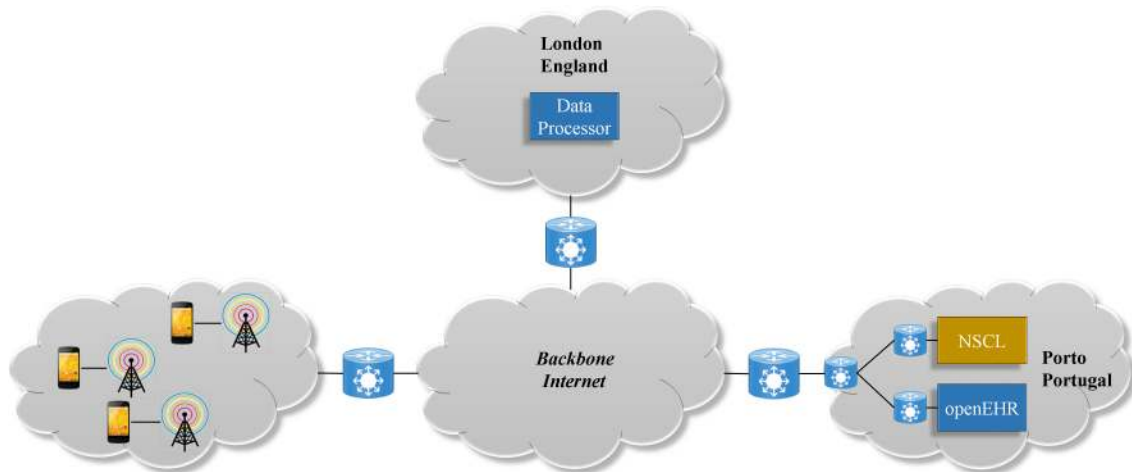 London
England
Data
Processor
Backbone
Internet
NSCL
Porto
Portugal
openEHR